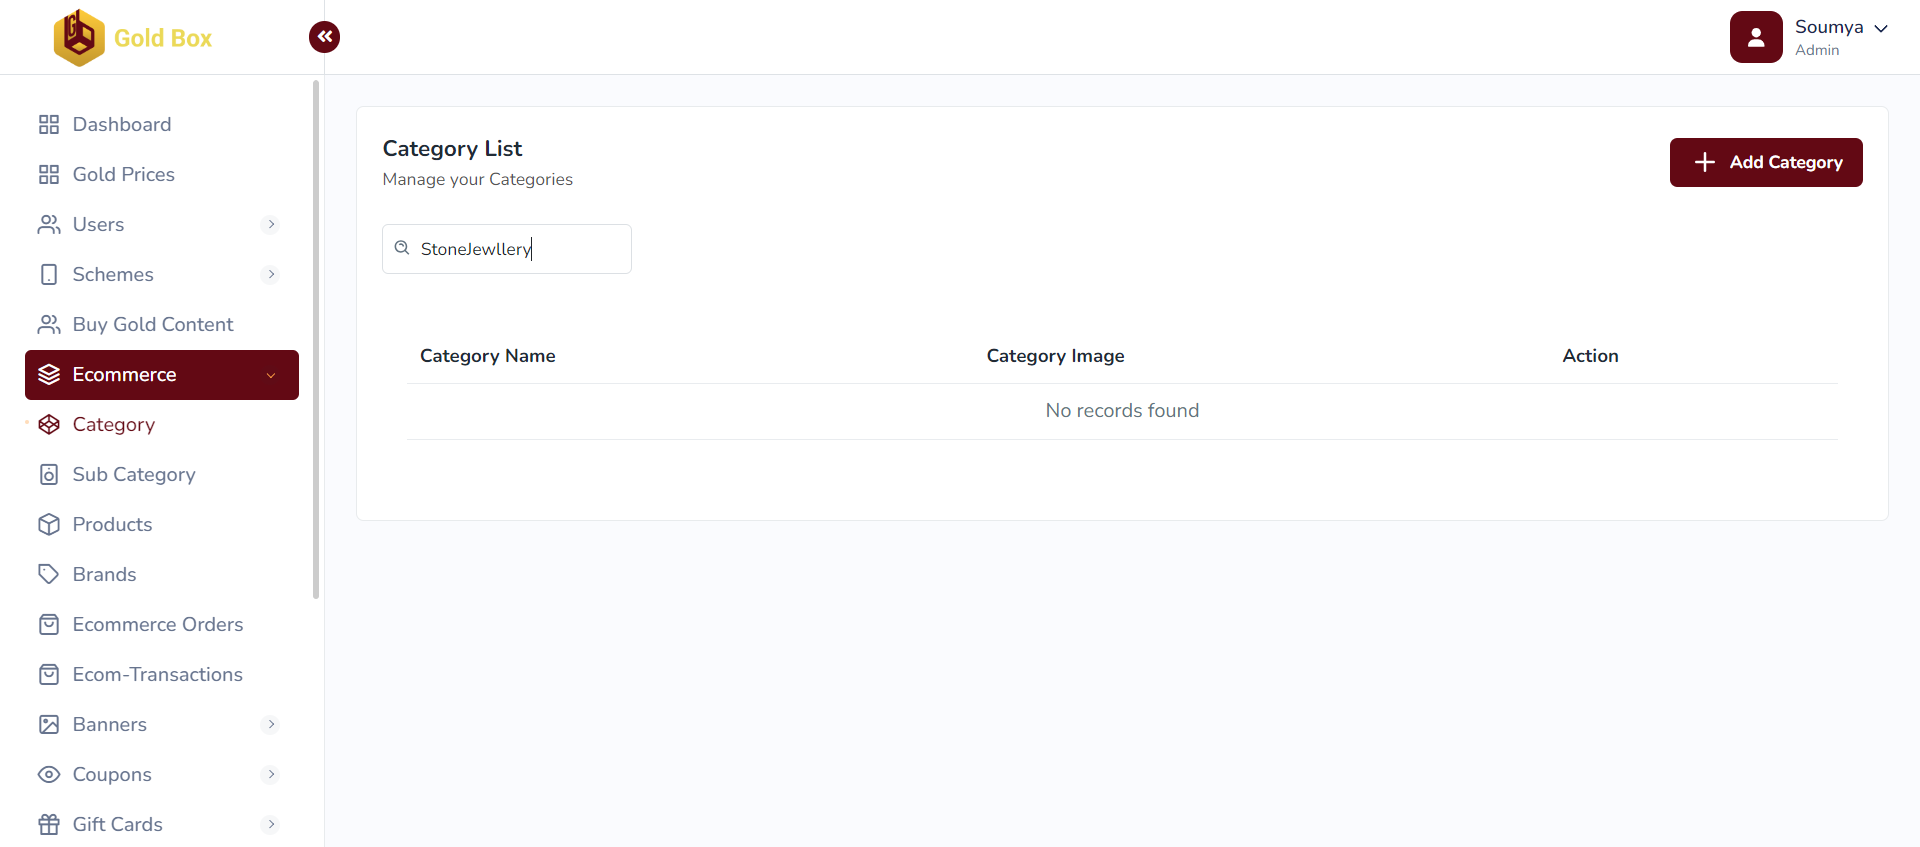 Gold Box
Soumya
Admin
Dashboard
Gold Prices
Users
Schemes
Buy Gold Content
Ecommerce
Category
Sub Category
Products
Brands
Ecommerce Orders
Ecom-Transactions
Banners
Coupons
Gift Cards
Category List
Manage your Categories
Add Category
StoneJewllery
Category Name Category Image Action
No records found